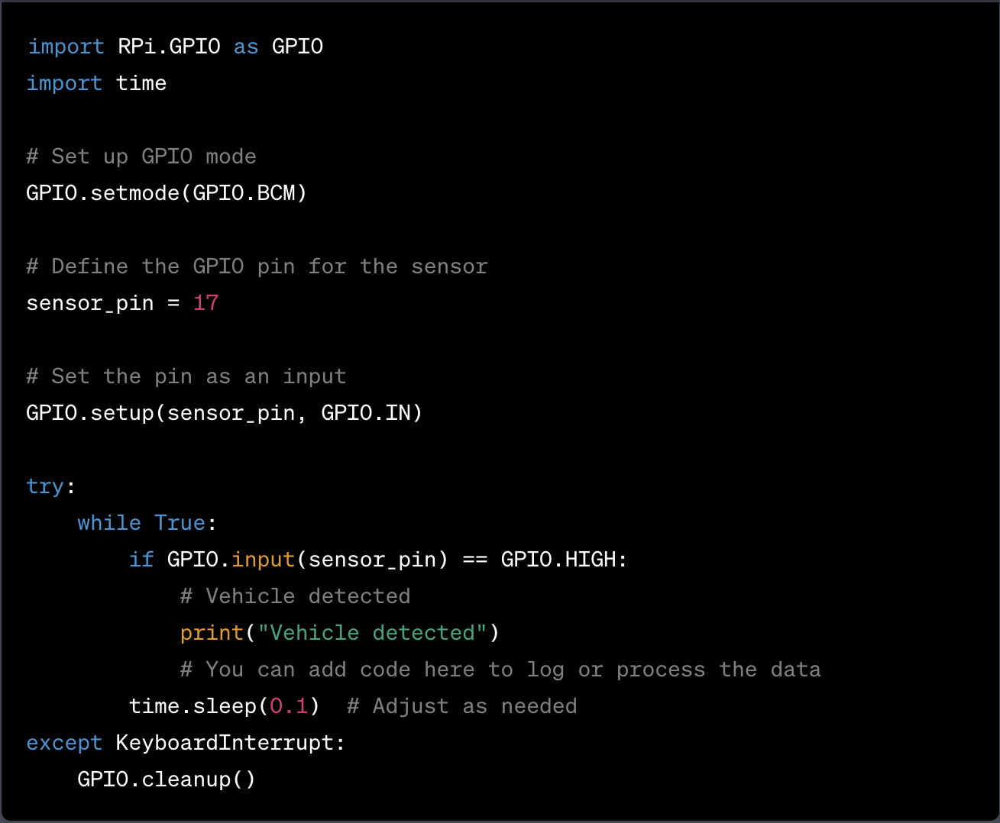 import RPi.GPIO as GPIO
import time
# Set up GPIO mode
GPIO.setmode(GPIO.BCM)
# Define the GPIO pin for the sensor
sensor_pin = 17
# Set the pin as an input
GPIO.setup(sensor_pin, GPIO.IN)
try:
    while True:
        if GPIO.input(sensor_pin) == GPIO.HIGH:
            # Vehicle detected
            print("Vehicle detected")
            # You can add code here to log or process the data
        time.sleep(0.1)  # Adjust as needed
except KeyboardInterrupt:
    GPIO.cleanup()